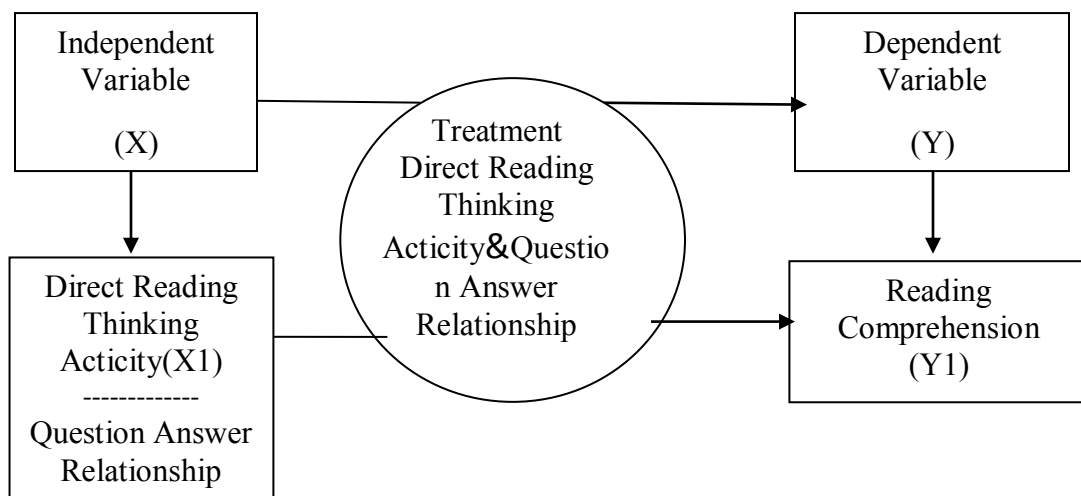 Independent
Variable
(X)
Treatment
Direct Reading
Thinking
Acticity&Questio
n Answer
Relationship
Dependent
Variable
(Y)
Direct Reading
Thinking
Acticity(X1)
-------------
Question Answer
Relationship
Reading
Comprehension
(Y1)